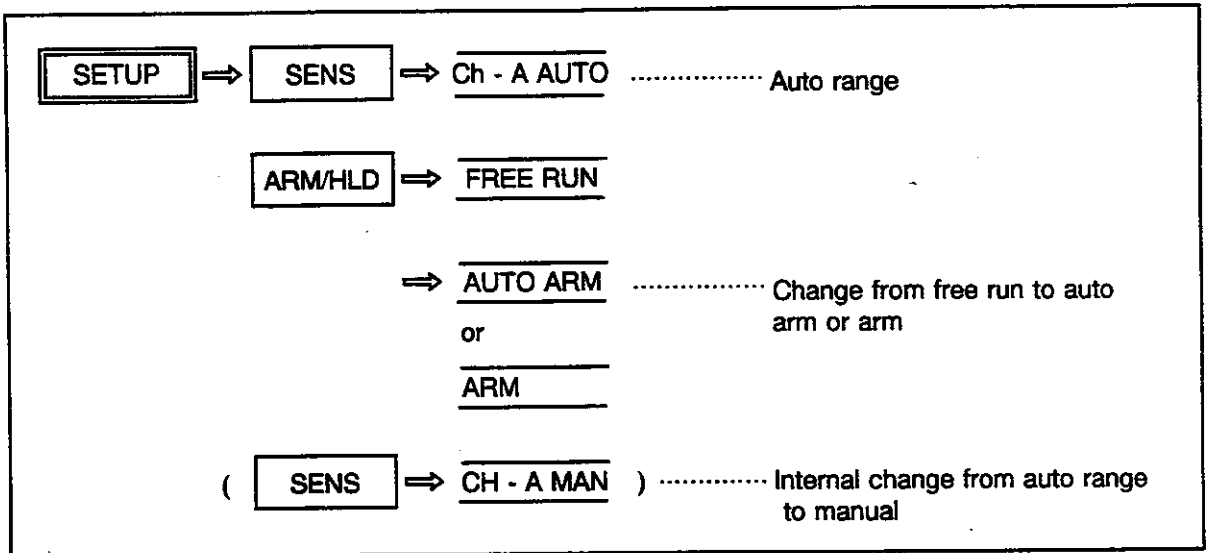 SETUP ⇒ SENS ⇒ Ch - A AUTO ·············· Auto range
ARM/HLD ⇒ FREE RUN
⇒ AUTO ARM ·············· Change from free run to auto
arm or arm
or
ARM
( SENS ⇒ CH - A MAN ) ·············· Internal change from auto range
to manual